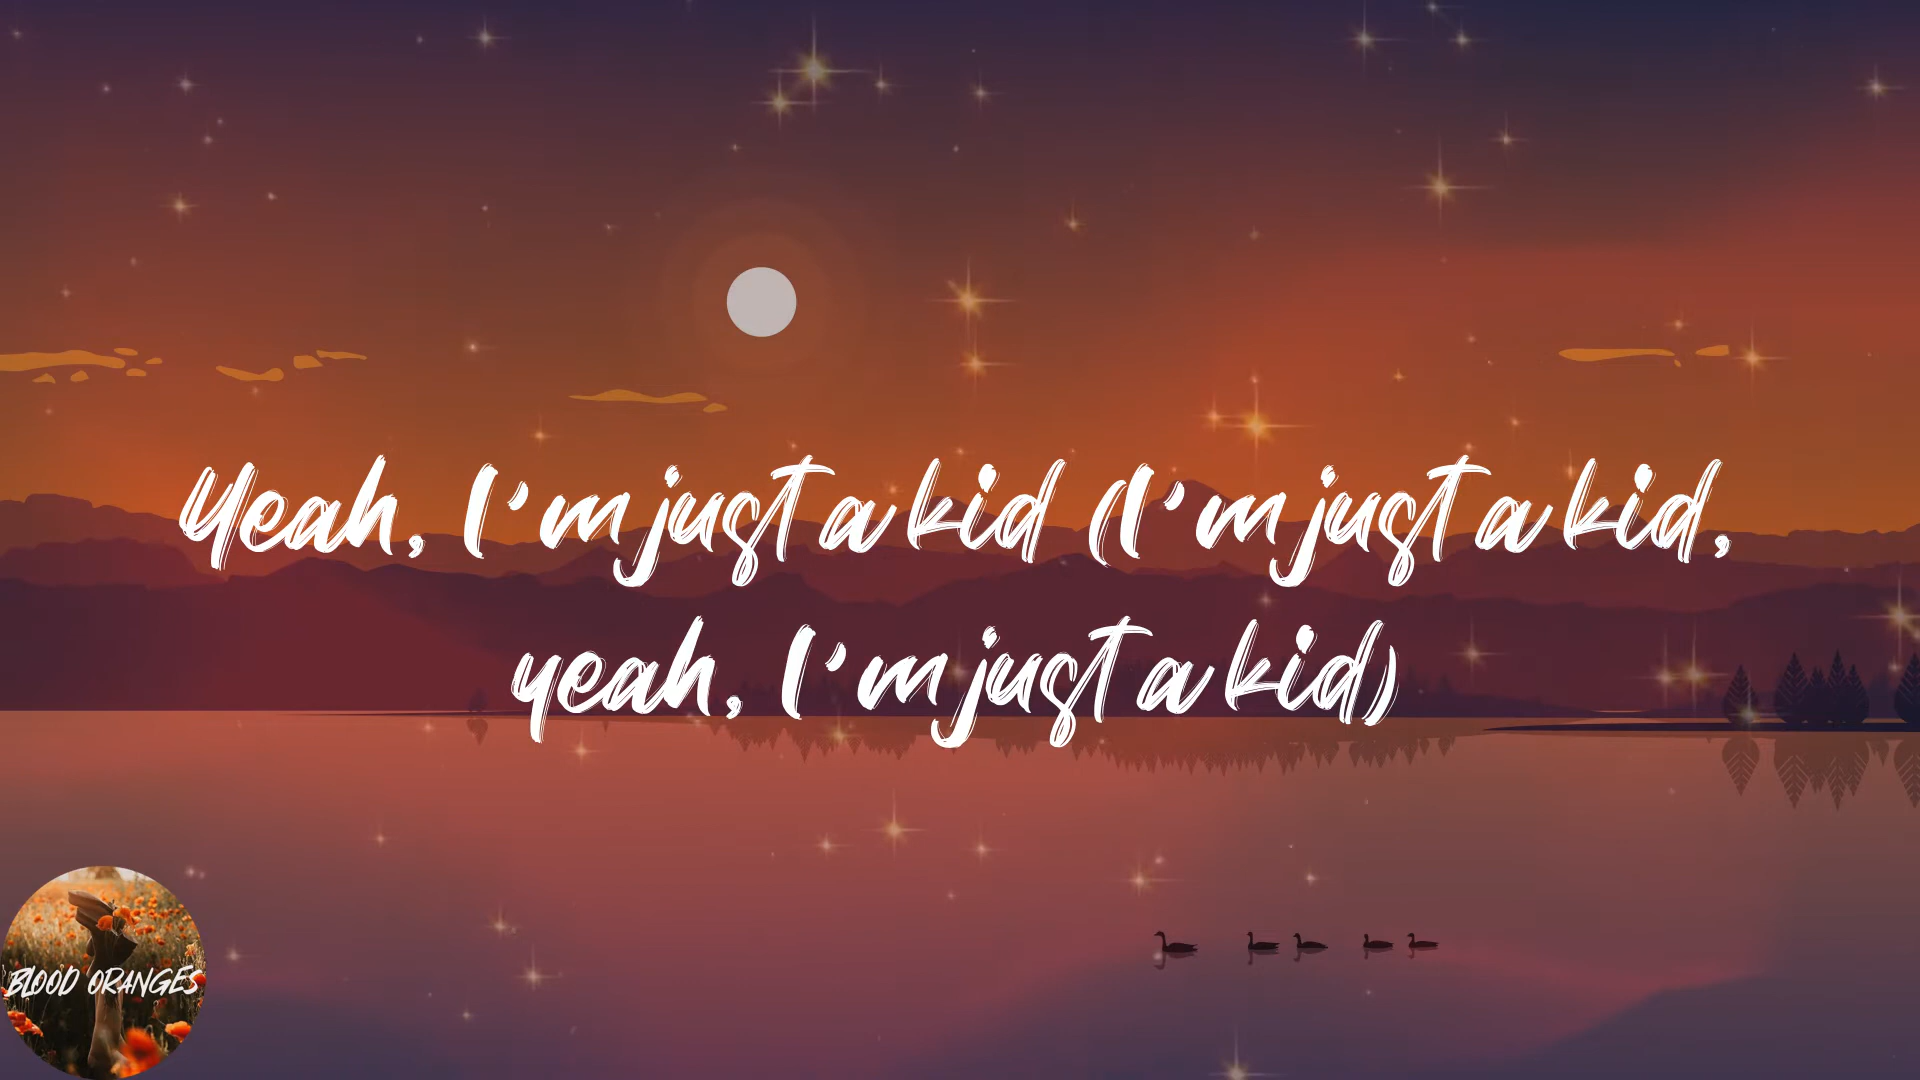 Yeah, I'm just a kid (I'm just a kid,
yeah, I'm just a kid)
BLOOD ORANGES